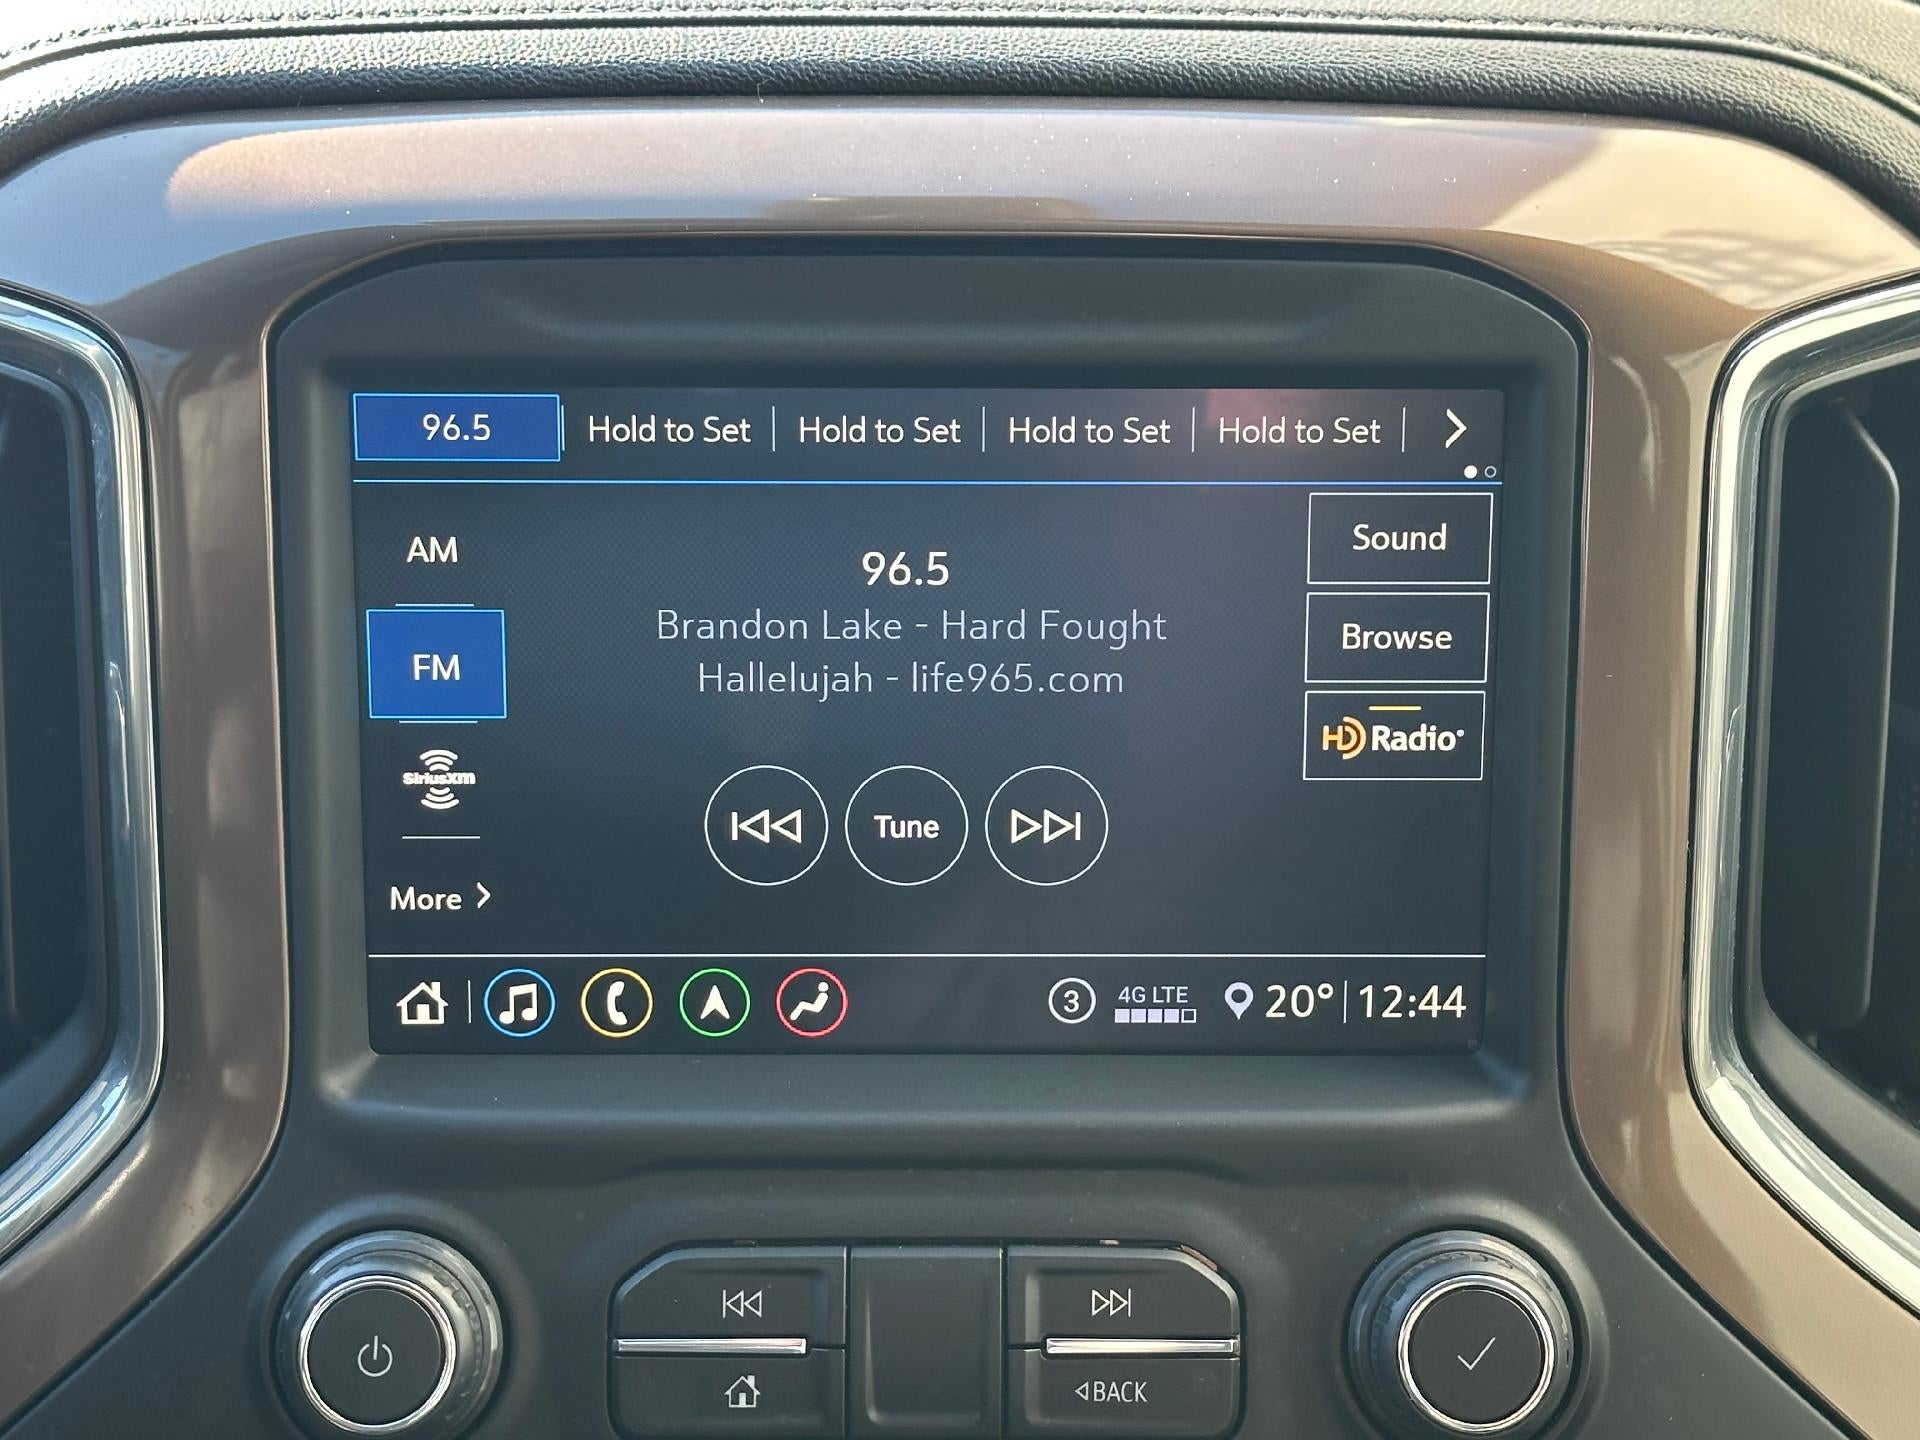 96.5 Hold to Set Hold to Set Hold to Set Hold to Set
AM
FM
SiriusXM
More
96.5
Brandon Lake - Hard Fought
Hallelujah - life965.com
Tune
Sound
Browse
HD Radio®
3 4G LTE 20° 12:44
BACK